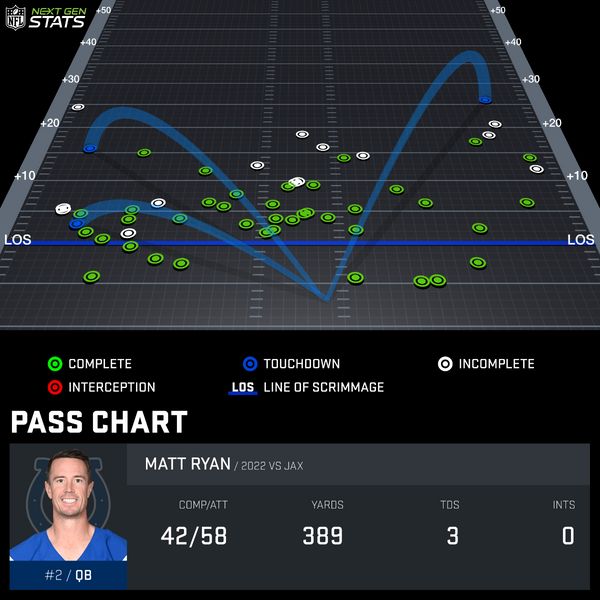 NFL NEXT GEN STATS
+50 +50
+40 +40
+30 +30
+20 +20
+10 +10
LOS LOS
COMPLETE TOUCHDOWN INCOMPLETE
INTERCEPTION LOS LINE OF SCRIMMAGE
PASS CHART
MATT RYAN / 2022 VS JAX
COMP/ATT YARDS TDS INTS
42/58 389 3 0
#2 / QB